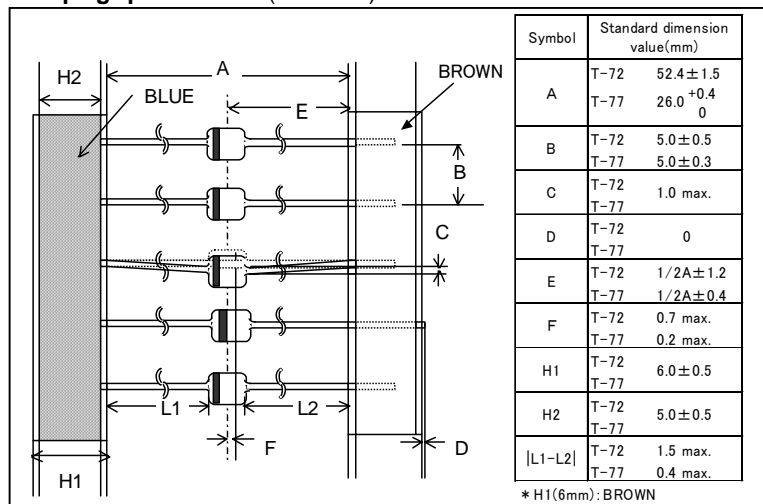 A
H2
BROWN
BLUE
E
B
C
L1
L2
F
D
H1
Symbol Standard dimension
value(mm)
A T-72 52.4±1.5
T-77 26.0 +0.4
0
B T-72 5.0±0.5
T-77 5.0±0.3
C T-72 1.0 max.
T-77
D T-72 0
T-77
E T-72 1/2A±1.2
T-77 1/2A±0.4
F T-72 0.7 max.
T-77 0.2 max.
H1 T-72 6.0±0.5
T-77
H2 T-72 5.0±0.5
T-77
|L1-L2| T-72 1.5 max.
T-77 0.4 max.
*H1(6mm):BROWN